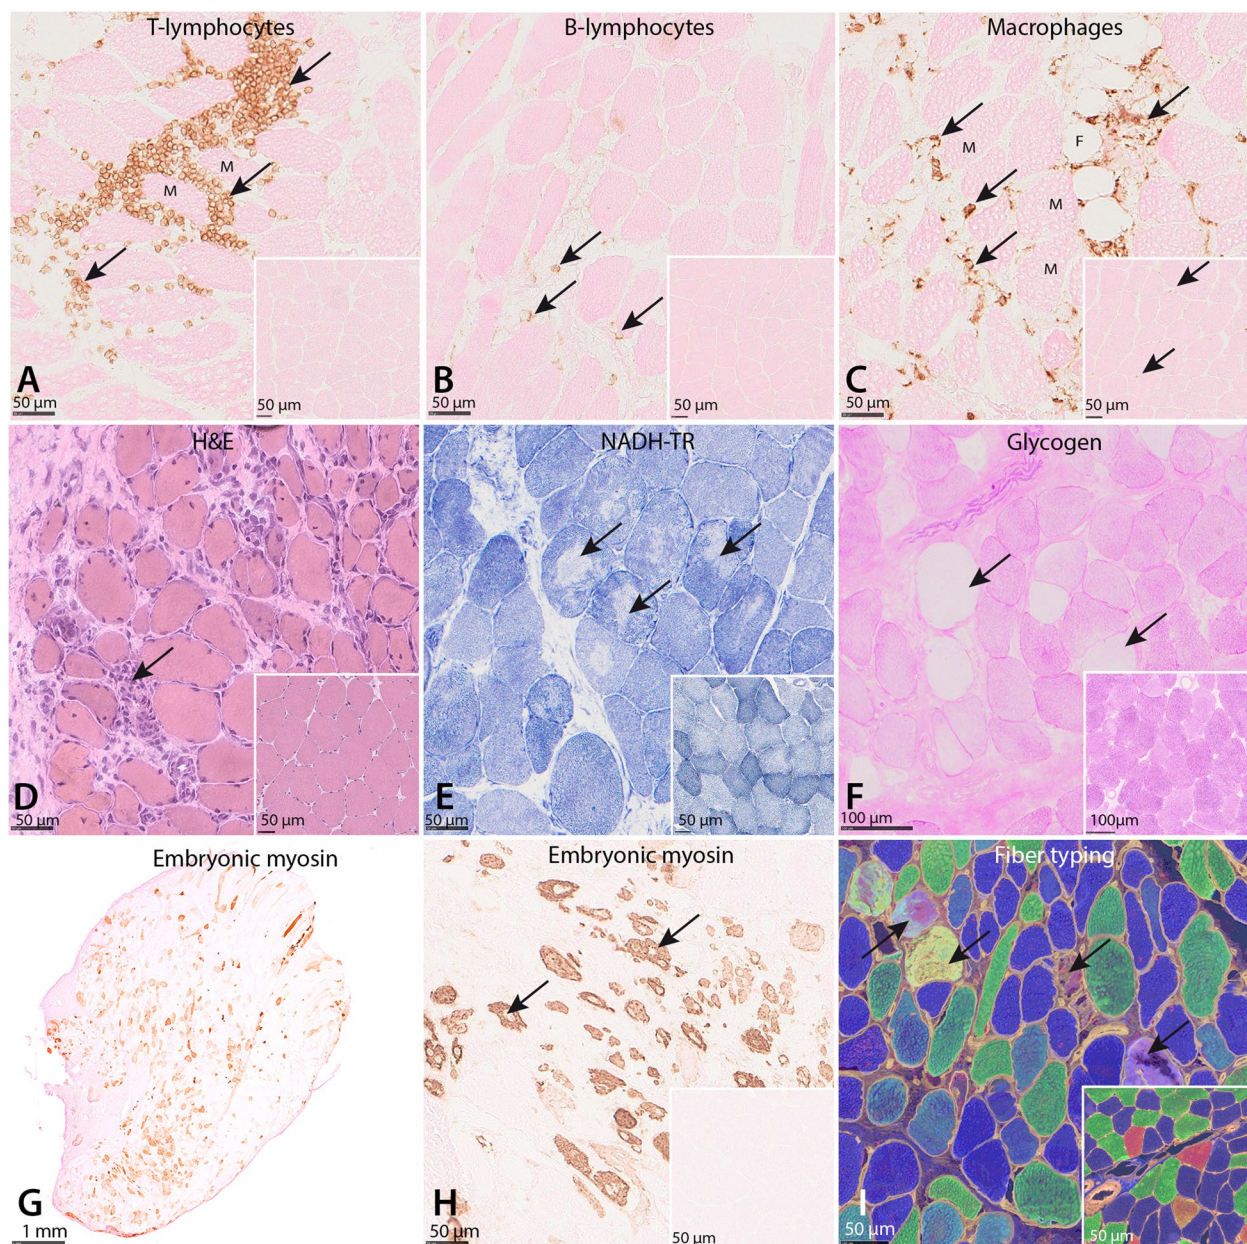 T-lymphocytes
M
M
A
50 µm
50 µm
B-lymphocytes
B
50 µm
50 µm
Macrophages
M
F
M
M
C
50 µm
50 µm
H&E
D
50 µm
50 µm
NADH-TR
E
50 µm
50 µm
Glycogen
F
100 µm
100µm
Embryonic myosin
G
1 mm
Embryonic myosin
H
50 µm
50 µm
Fiber typing
I
50 µm
50 µm